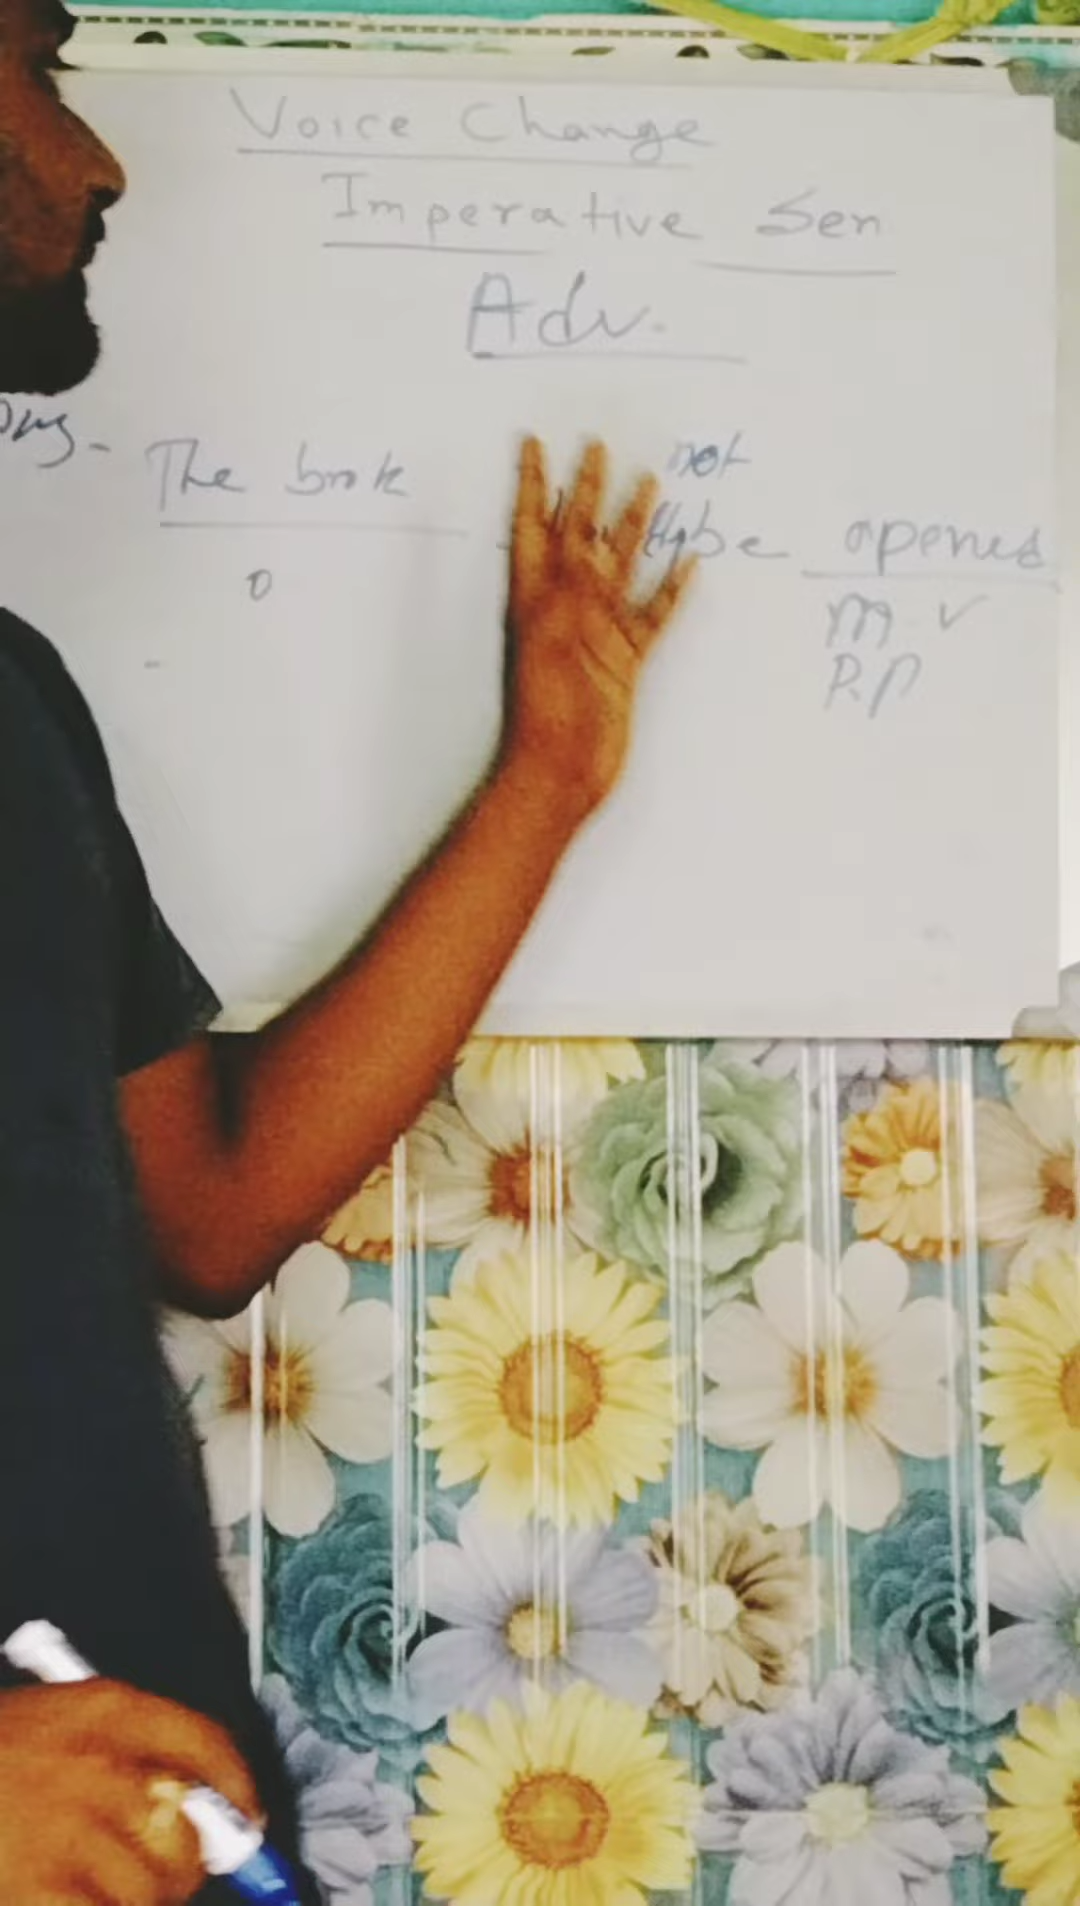 Voice Change
Imperative Sen
Adv.
not
The book be opened
O M V
P.P